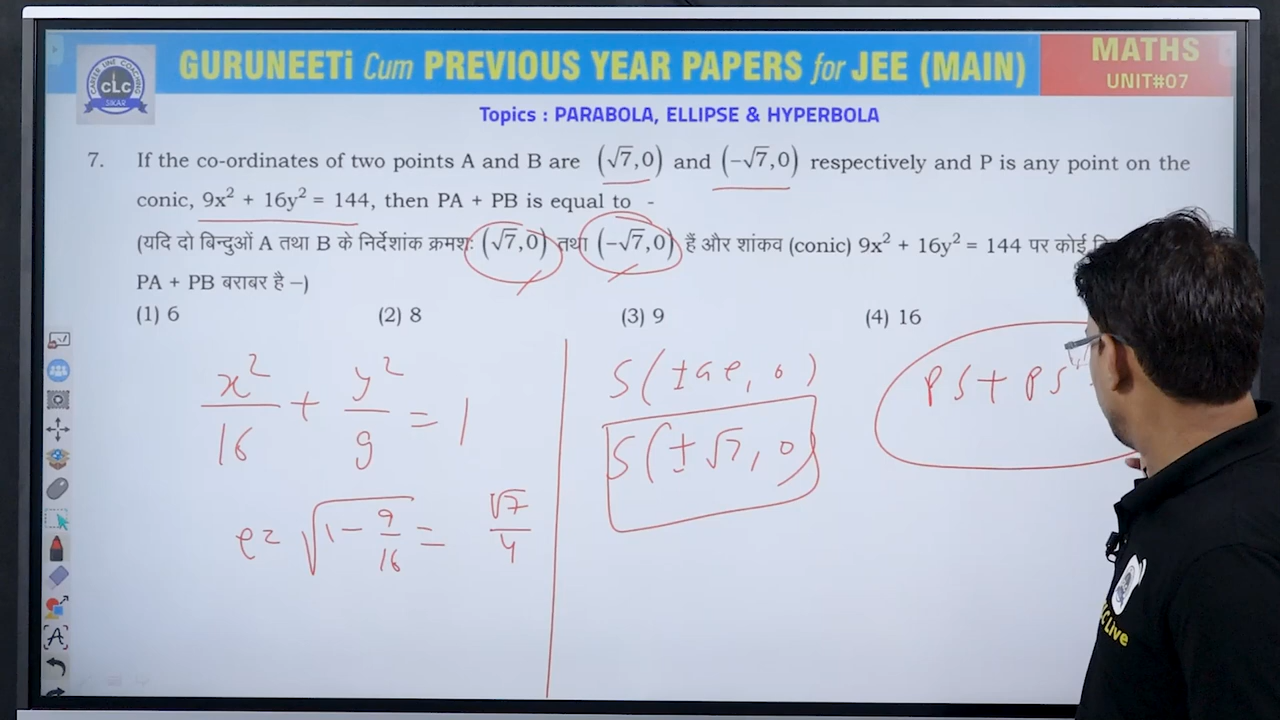 CLC
SIKAR
GURUNEETi Cum PREVIOUS YEAR PAPERS for JEE (MAIN)
MATHS
UNIT#07
Topics : PARABOLA, ELLIPSE & HYPERBOLA
7. If the co-ordinates of two points A and B are (√7,0) and (−√7,0) respectively and P is any point on the
conic, 9x² + 16y² = 144, then PA + PB is equal to -
(यदि दो बिन्दुओं A तथा B के निर्देशांक क्रमशः (√7,0) तथा (−√7,0) हैं और शांकव (conic) 9x² + 16y² = 144 पर कोई
PA + PB बराबर है –)
(1) 6 (2) 8 (3) 9 (4) 16
x²/16 + y²/9 = 1
e= √(1 − 9/16) = √7/4
S(±ae, 0)
S(±√7, 0)
PS + PS'
Live